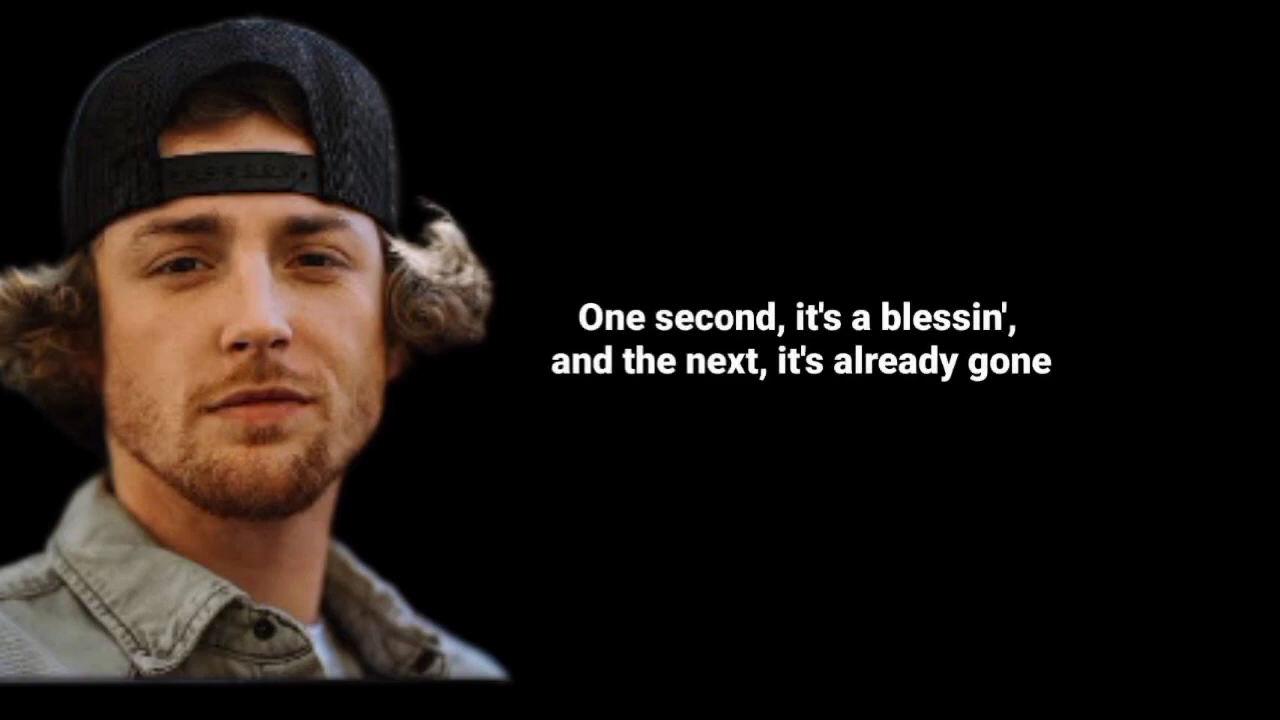 One second, it's a blessin',
and the next, it's already gone